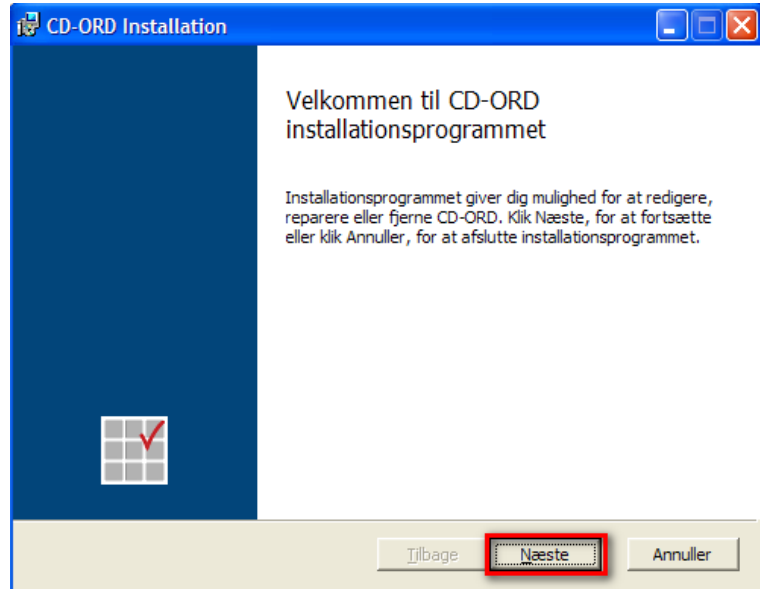 CD-ORD Installation
Velkommen til CD-ORD
installationsprogrammet
Installationsprogrammet giver dig mulighed for at redigere,
reparere eller fjerne CD-ORD. Klik Næste, for at fortsætte
eller klik Annuller, for at afslutte installationsprogrammet.
Tilbage
Næste
Annuller